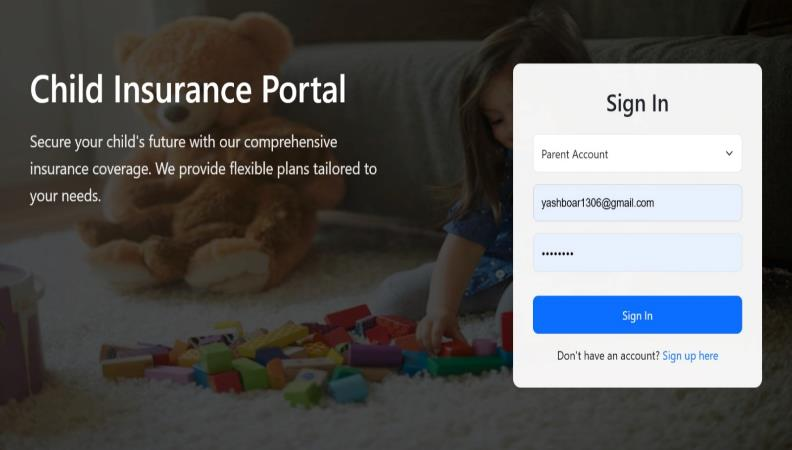 Child Insurance Portal
Secure your child's future with our comprehensive
insurance coverage. We provide flexible plans tailored to
your needs.
Sign In
Parent Account
yashboar1306@gmail.com
••••••••
Sign In
Don't have an account? Sign up here